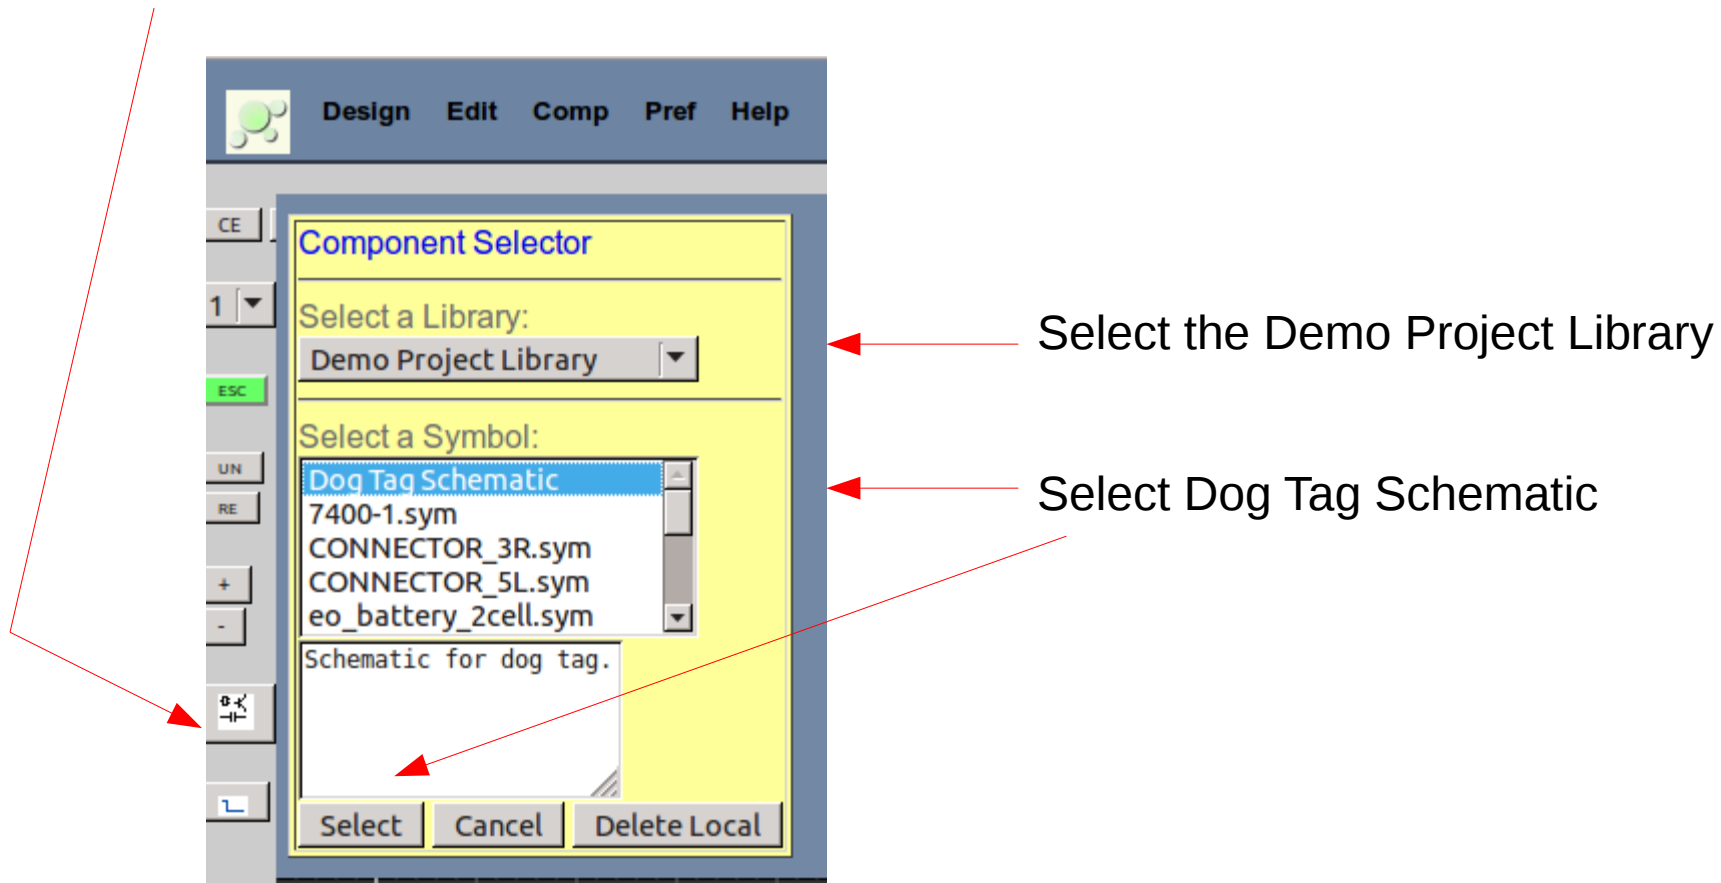 Design Edit Comp Pref Help
CE
Component Selector
1
Select a Library:
Demo Project Library
Select the Demo Project Library
ESC
Select a Symbol:
UN
Dog Tag Schematic
Select Dog Tag Schematic
RE
7400-1.sym
CONNECTOR_3R.sym
+
CONNECTOR_5L.sym
-
eo_battery_2cell.sym
Schematic for dog tag.
Select Cancel Delete Local